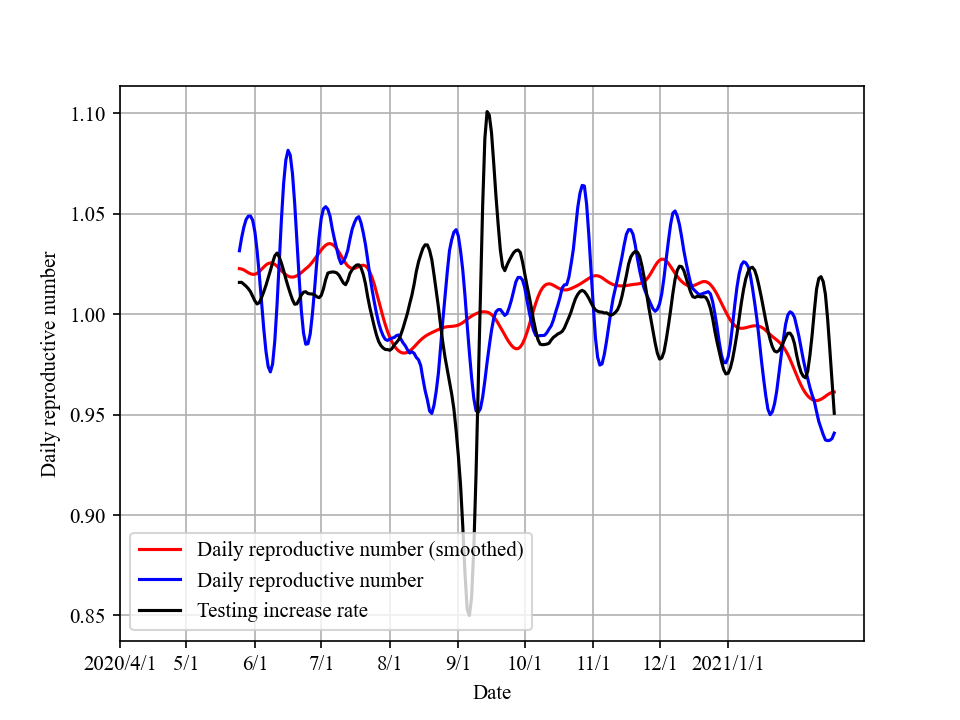 1.10
1.05
1.00
0.95
0.90
0.85
Daily reproductive number
Daily reproductive number (smoothed)
Daily reproductive number
Testing increase rate
2020/4/1 5/1 6/1 7/1 8/1 9/1 10/1 11/1 12/1 2021/1/1
Date